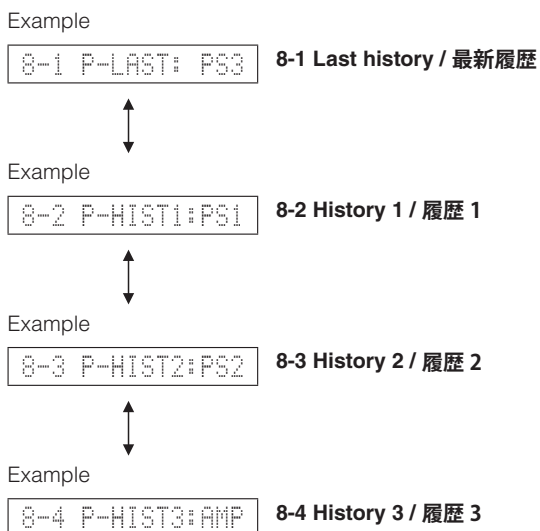 Example
8-1 P-LAST: PS3 8-1 Last history / 最新履歴
Example
8-2 P-HIST1:PS1 8-2 History 1 / 履歴 1
Example
8-3 P-HIST2:PS2 8-3 History 2 / 履歴 2
Example
8-4 P-HIST3:AMP 8-4 History 3 / 履歴 3